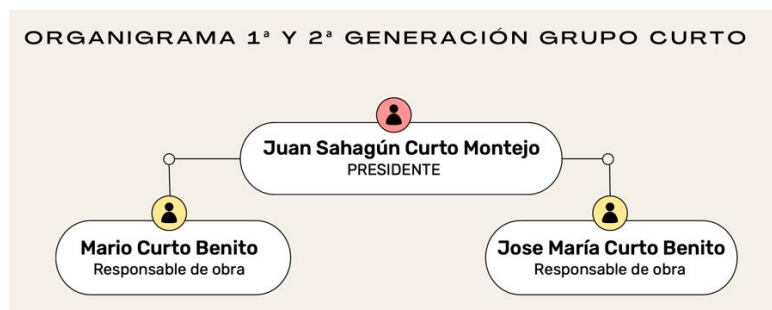 ORGANIGRAMA 1ª Y 2ª GENERACIÓN GRUPO CURTO
Juan Sahagún Curto Montejo
PRESIDENTE
Mario Curto Benito
Responsable de obra
Jose María Curto Benito
Responsable de obra